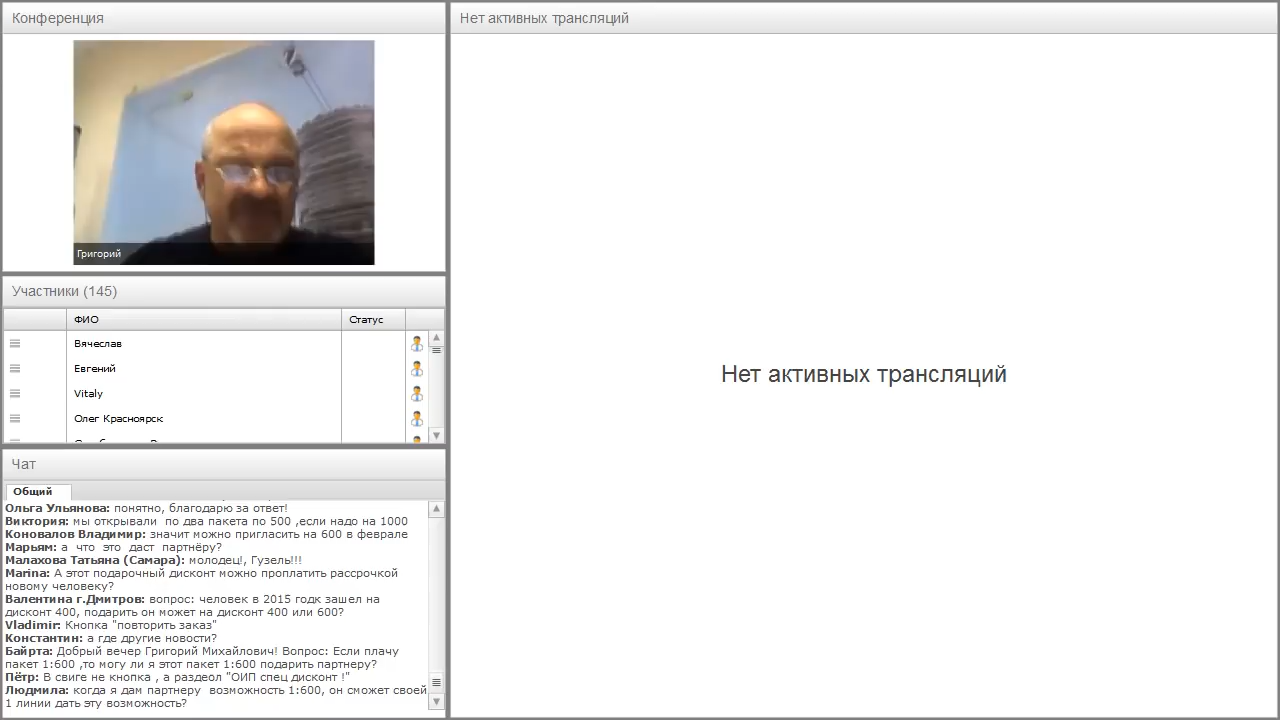 Конференция
Нет активных трансляций
Григорий
Участники (145)
ФИО
Статус
Вячеслав
Евгений
Vitaly
Олег Красноярск
Нет активных трансляций
Чат
Общий
Ольга Ульянова: понятно, благодарю за ответ!
Виктория: мы открывали по два пакета по 500 ,если надо на 1000
Коновалов Владимир: значит можно пригласить на 600 в феврале
Марьям: а что это даст партнёру?
Малахова Татьяна (Самара): молодец!, Гузель!!!
Marina: А этот подарочный дисконт можно проплатить рассрочкой
новому человеку?
Валентина г.Дмитров: вопрос: человек в 2015 годк зашел на
дисконт 400, подарить он может на дисконт 400 или 600?
Vladimir: Кнопка "повторить заказ"
Константин: а где другие новости?
Байрта: Добрый вечер Григорий Михайлович! Вопрос: Если плачу
пакет 1:600 ,то могу ли я этот пакет 1:600 подарить партнеру?
Пётр: В свиге не кнопка , а раздеол "ОИП спец дисконт !"
Людмила: когда я дам партнеру возможность 1:600, он сможет своей
1 линии дать эту возможность?